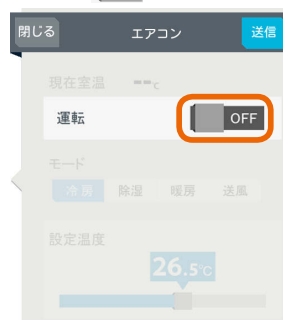 閉じる エアコン 送信
現在室温 --c
運転 OFF
モード
冷房 除湿 暖房 送風
設定温度
26.5℃